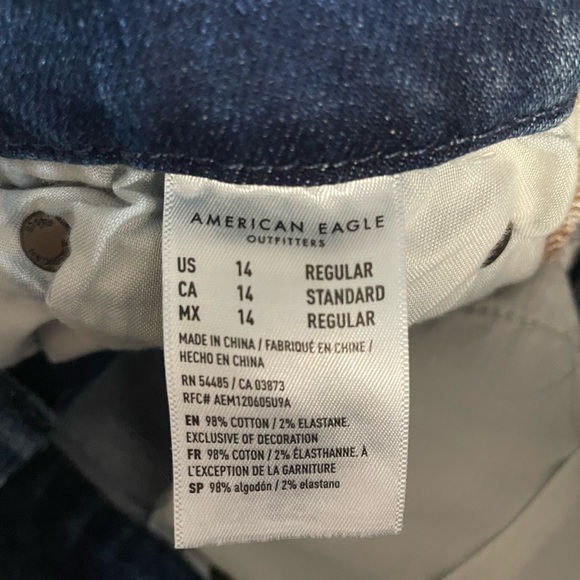 AMERICAN EAGLE
OUTFITTERS
US 14 REGULAR
CA 14 STANDARD
MX 14 REGULAR
MADE IN CHINA / FABRIQUÉ EN CHINE /
HECHO EN CHINA
RN 54485 / CA 03873
RFC# AEM120605U9A
EN 98% COTTON / 2% ELASTANE.
EXCLUSIVE OF DECORATION
FR 98% COTON / 2% ÉLASTHANNE. À
L'EXCEPTION DE LA GARNITURE
SP 98% algodón / 2% elastano